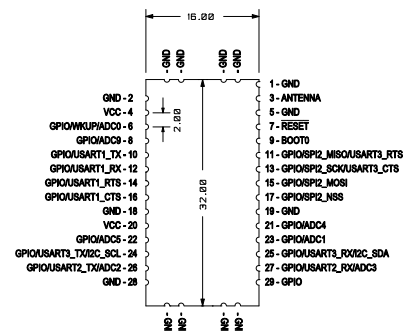 16.00
GND - GND - GND - GND -
GND - 2
VCC - 4
GPIO/WKUP/ADC0 - 6
GPIO/ADC9 - 8
GPIO/USART1_TX - 10
GPIO/USART1_RX - 12
GPIO/USART1_RTS - 14
GPIO/USART1_CTS - 16
GND - 18
VCC - 20
GPIO/ADC5 - 22
GPIO/USART3_TX/I2C_SCL - 24
GPIO/USART2_TX/ADC2 - 26
GND - 28
2.00
32.00
1 - GND
3 - ANTENNA
5 - GND
7 - RESET
9 - BOOT0
11 - GPIO/SPI2_MISO/USART3_RTS
13 - GPIO/SPI2_SCK/USART3_CTS
15 - GPIO/SPI2_MOSI
17 - GPIO/SPI2_NSS
19 - GND
21 - GPIO/ADC4
23 - GPIO/ADC1
25 - GPIO/USART3_RX/I2C_SDA
27 - GPIO/USART2_RX/ADC3
29 - GPIO